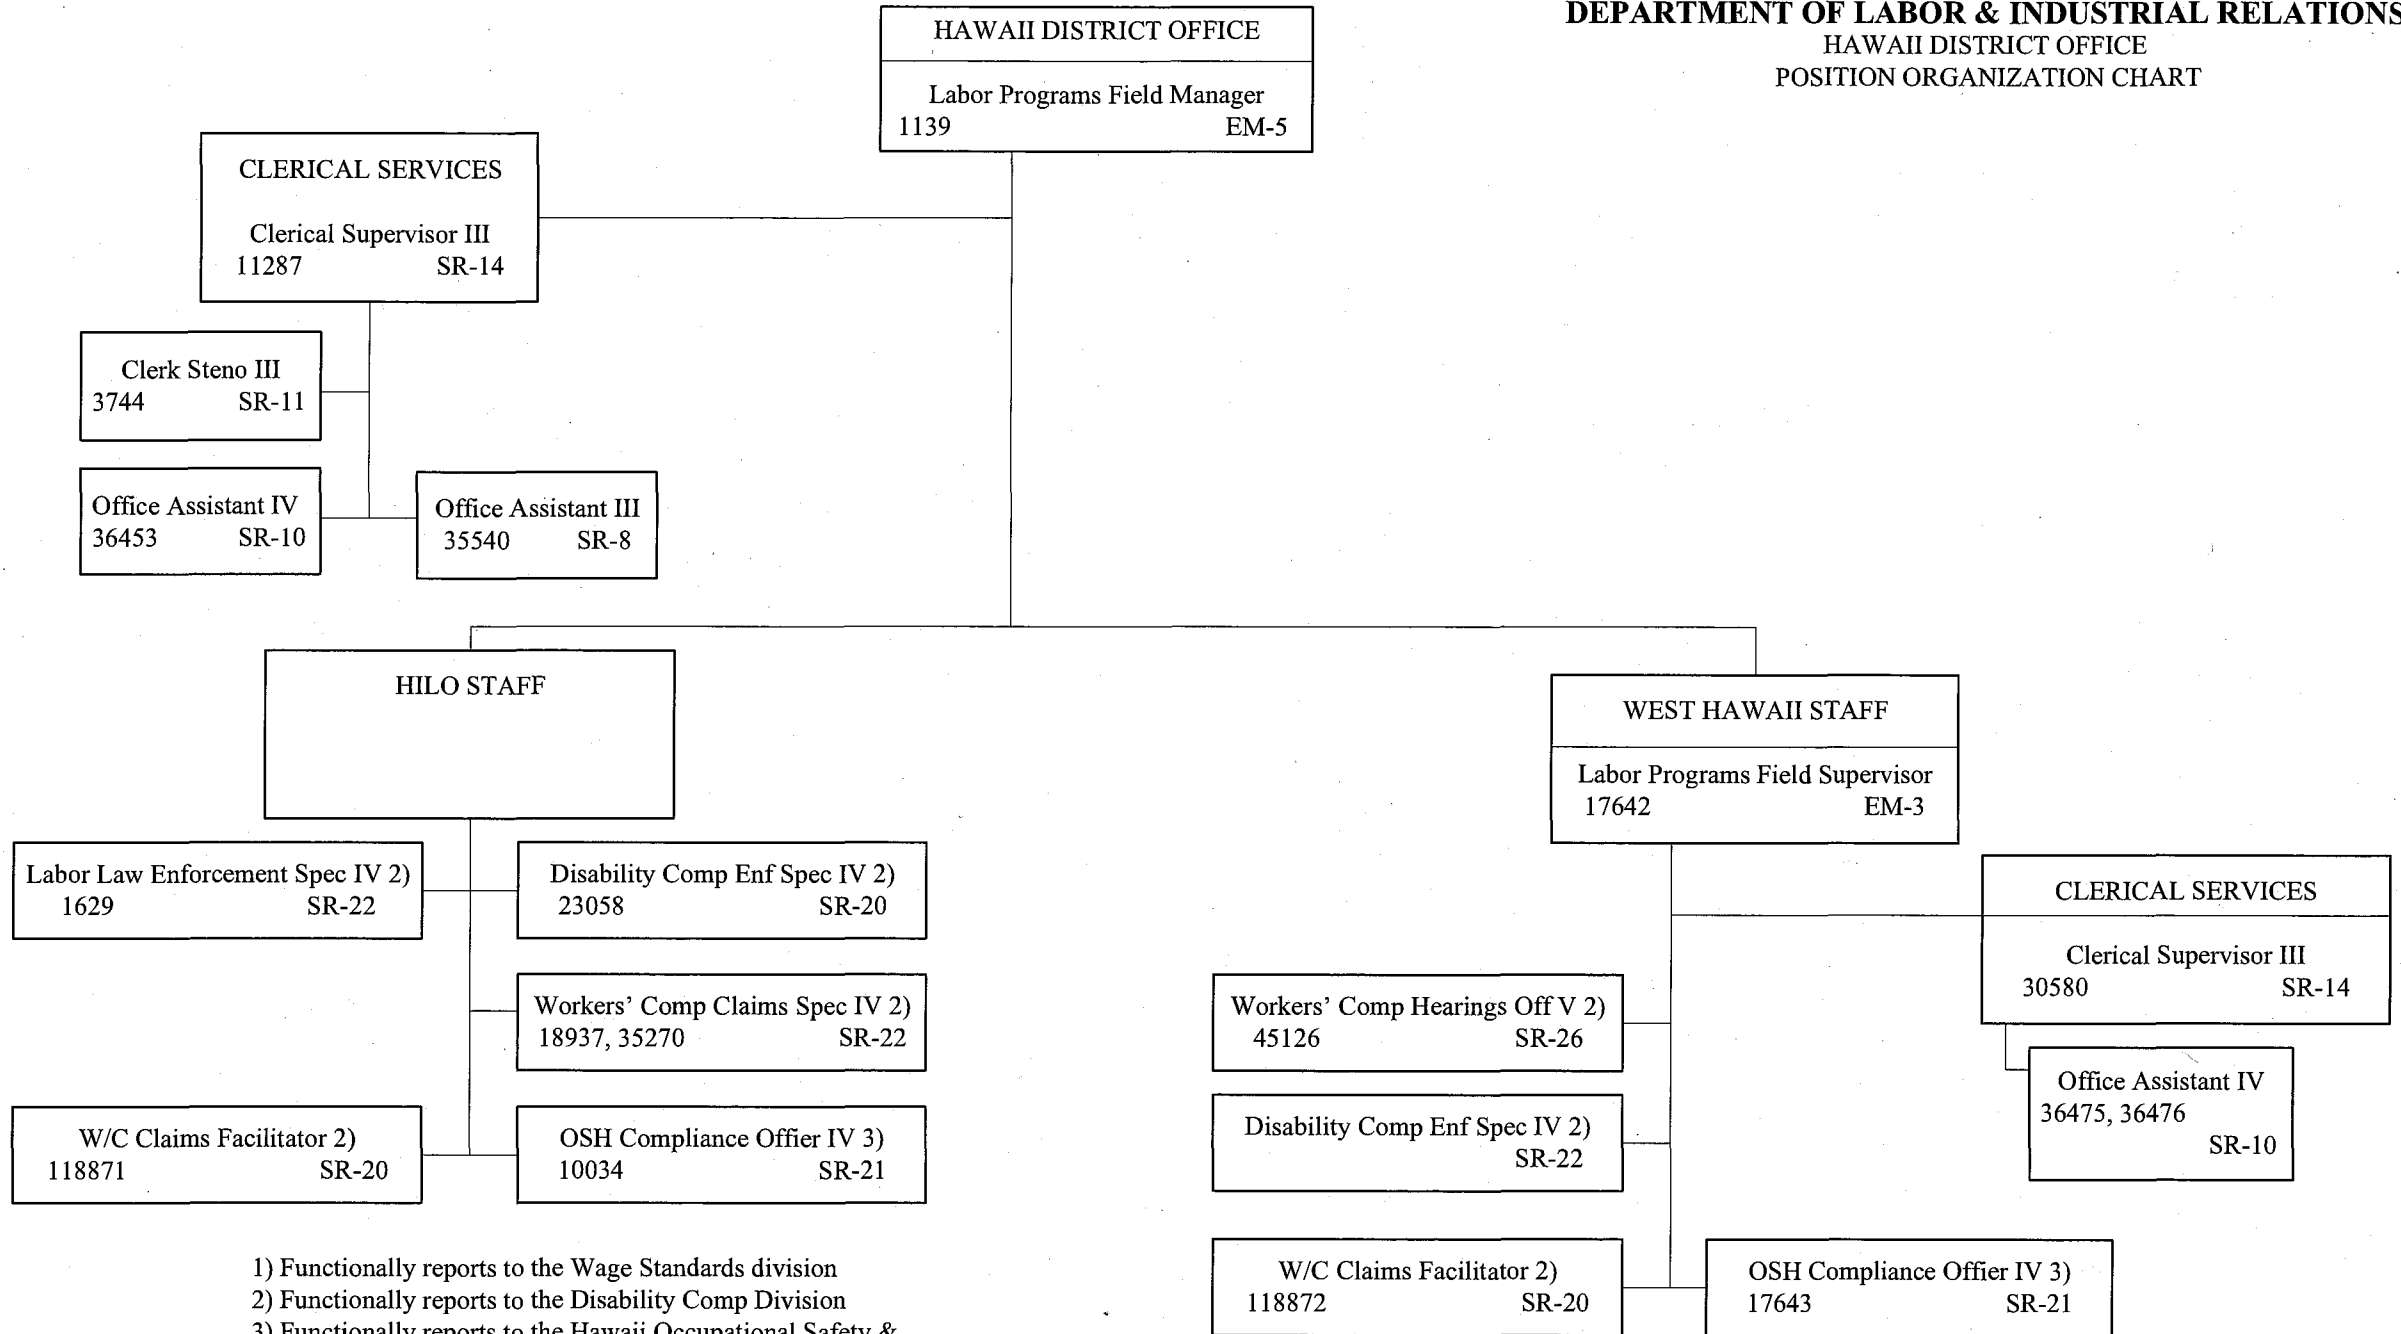 DEPARTMENT OF LABOR & INDUSTRIAL RELATIONS
HAWAII DISTRICT OFFICE
POSITION ORGANIZATION CHART
HAWAII DISTRICT OFFICE
Labor Programs Field Manager
1139 EM-5
CLERICAL SERVICES
Clerical Supervisor III
11287 SR-14
Clerk Steno III
3744 SR-11
Office Assistant IV
36453 SR-10
Office Assistant III
35540 SR-8
HILO STAFF
Labor Law Enforcement Spec IV 2)
1629 SR-22
Disability Comp Enf Spec IV 2)
23058 SR-20
Workers’ Comp Claims Spec IV 2)
18937, 35270 SR-22
W/C Claims Facilitator 2)
118871 SR-20
OSH Compliance Offier IV 3)
10034 SR-21
WEST HAWAII STAFF
Labor Programs Field Supervisor
17642 EM-3
CLERICAL SERVICES
Clerical Supervisor III
30580 SR-14
Office Assistant IV
36475, 36476
SR-10
Workers’ Comp Hearings Off V 2)
45126 SR-26
Disability Comp Enf Spec IV 2)
SR-22
W/C Claims Facilitator 2)
118872 SR-20
OSH Compliance Offier IV 3)
17643 SR-21
1) Functionally reports to the Wage Standards division
2) Functionally reports to the Disability Comp Division
3) Functionally reports to the Hawaii Occupational Safety &